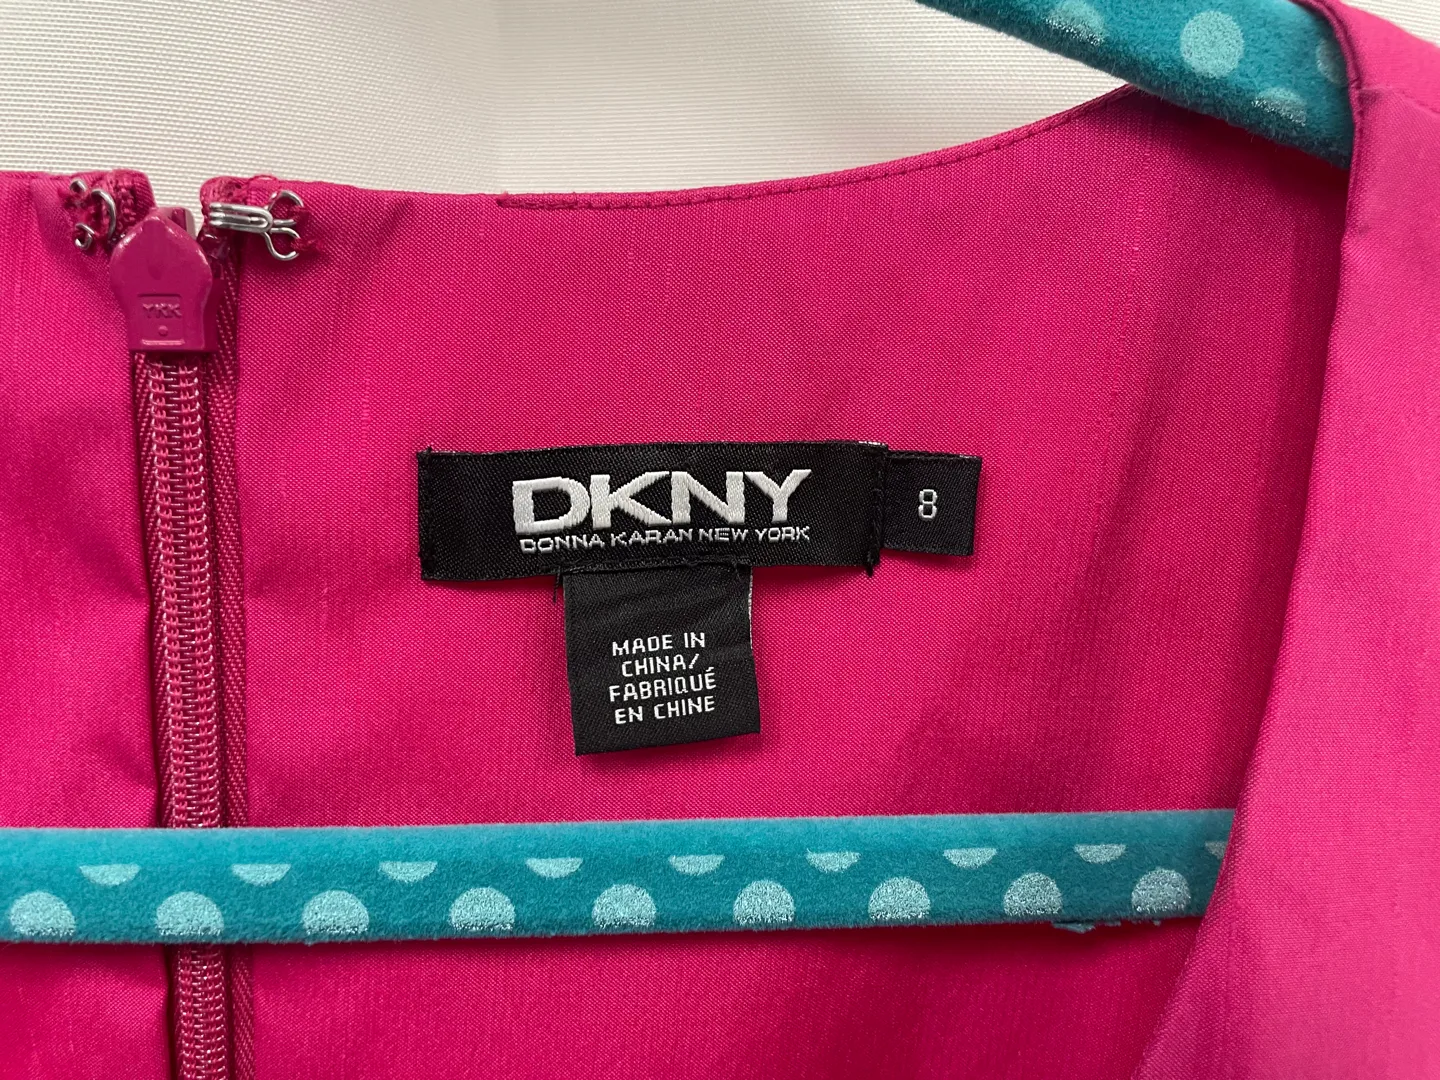 YKK
DKNY
DONNA KARAN NEW YORK
8
MADE IN
CHINA/
FABRIQUÉ
EN CHINE